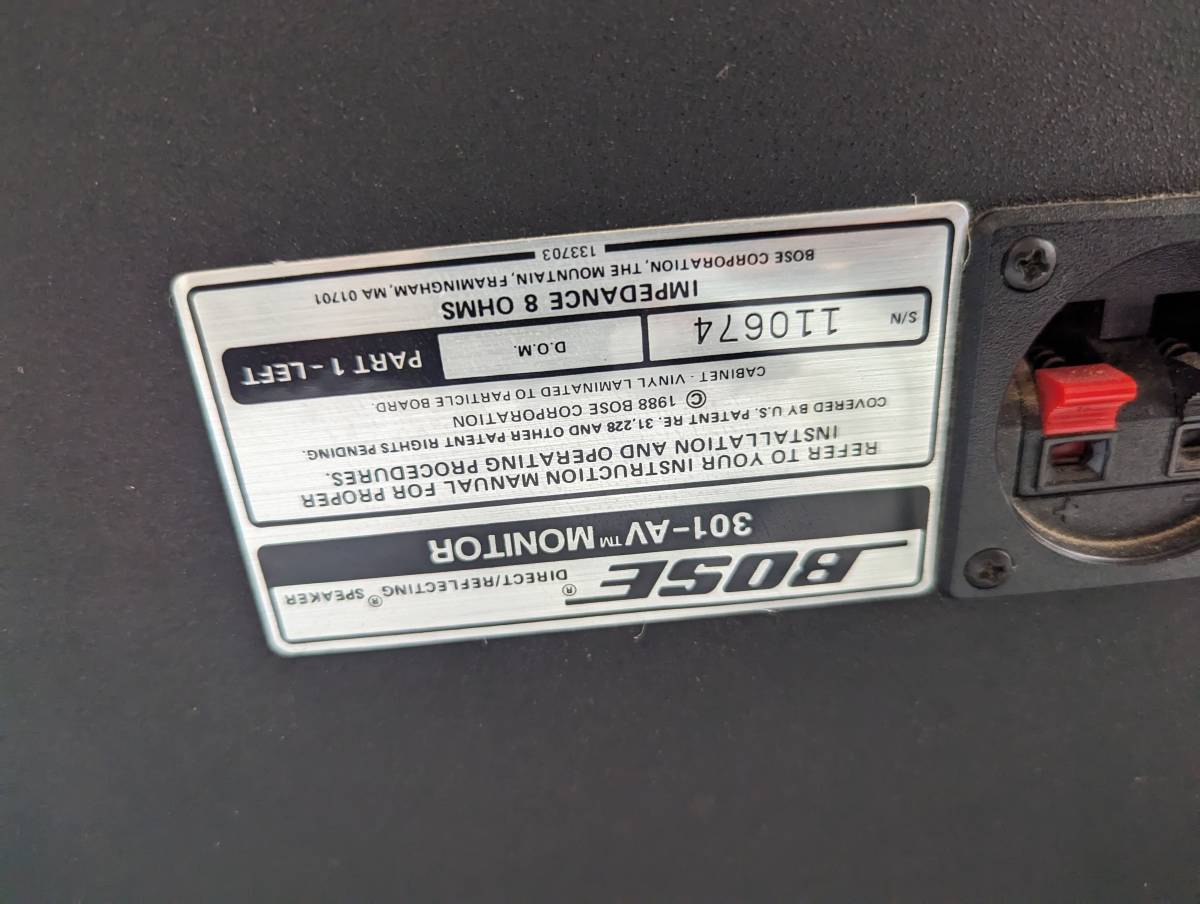 BOSE® DIRECT/REFLECTING® SPEAKER
301-AV™ MONITOR
REFER TO YOUR INSTRUCTION MANUAL FOR PROPER
INSTALLATION AND OPERATING PROCEDURES.
COVERED BY U.S. PATENT RE. 31,228 AND OTHER PATENT RIGHTS PENDING.
© 1988 BOSE CORPORATION
CABINET - VINYL LAMINATED TO PARTICLE BOARD.
S/N 110674 D.O.M. PART 1 - LEFT
IMPEDANCE 8 OHMS
BOSE CORPORATION, THE MOUNTAIN, FRAMINGHAM, MA 01701
133703